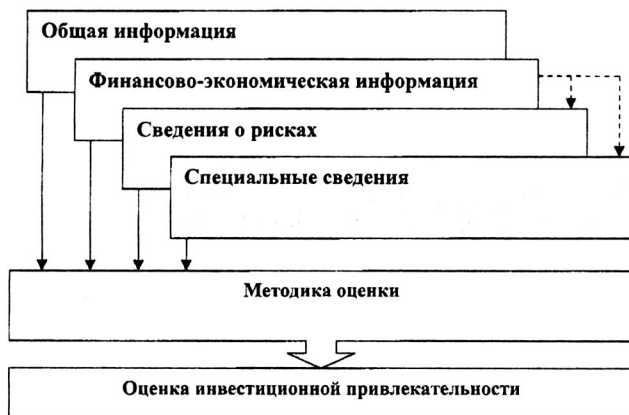 Общая информация
Финансово-экономическая информация
Сведения о рисках
Специальные сведения
Методика оценки
Оценка инвестиционной привлекательности